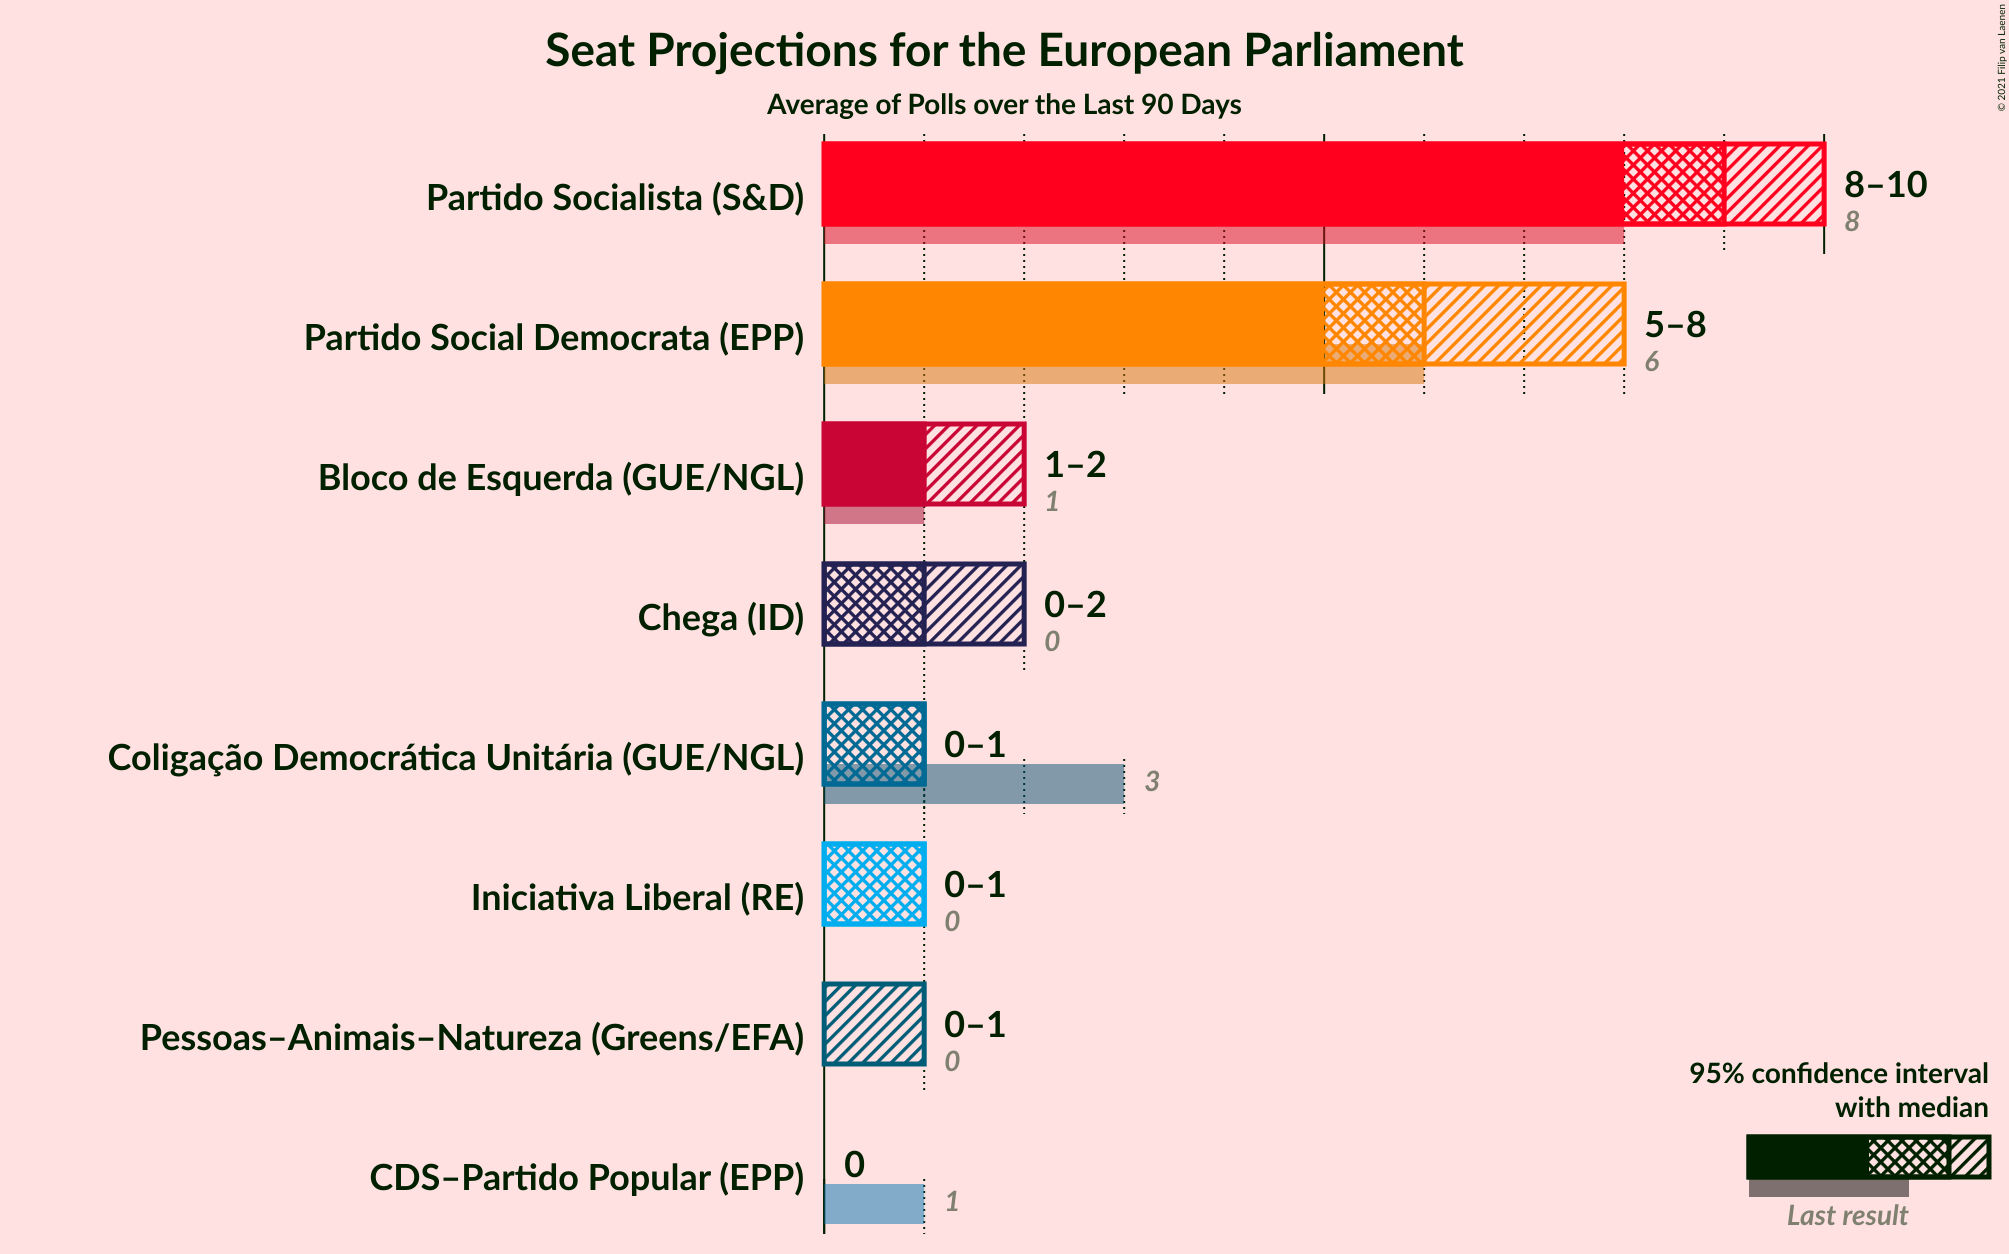 Seat Projections for the European Parliament
Average of Polls over the Last 90 Days
© 2021 Filip van Laenen
Partido Socialista (S&D)
8–10
8
Partido Social Democrata (EPP)
5–8
6
Bloco de Esquerda (GUE/NGL)
1–2
1
Chega (ID)
0–2
0
Coligação Democrática Unitária (GUE/NGL)
0–1
3
Iniciativa Liberal (RE)
0–1
0
Pessoas–Animais–Natureza (Greens/EFA)
0–1
0
CDS–Partido Popular (EPP)
0
1
95% confidence interval
with median
Last result